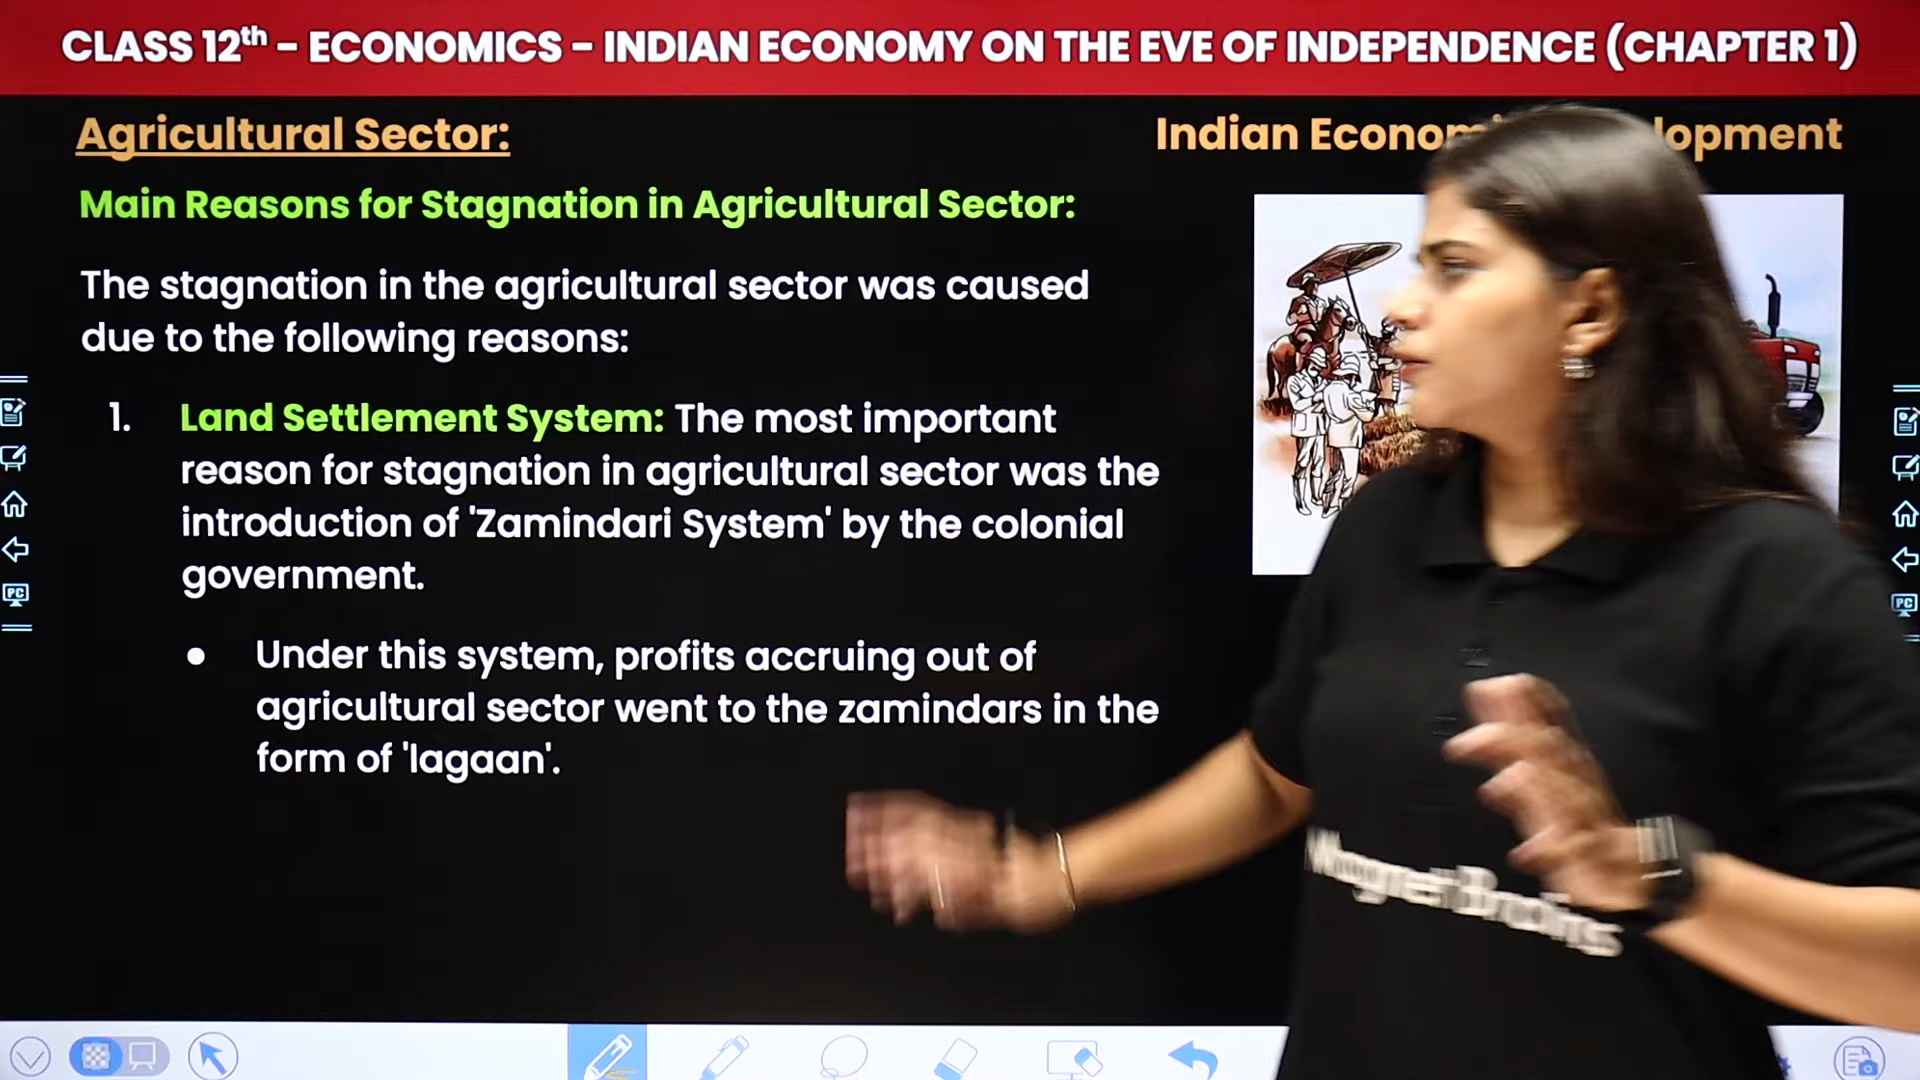 CLASS 12th – ECONOMICS – INDIAN ECONOMY ON THE EVE OF INDEPENDENCE (CHAPTER 1)
Agricultural Sector:
Indian
Main Reasons for Stagnation in Agricultural Sector:
The stagnation in the agricultural sector was caused
due to the following reasons:
1. Land Settlement System: The most important
reason for stagnation in agricultural sector was the
introduction of 'Zamindari System' by the colonial
government.
● Under this system, profits accruing out of
agricultural sector went to the zamindars in the
form of 'lagaan'.
PC
PC